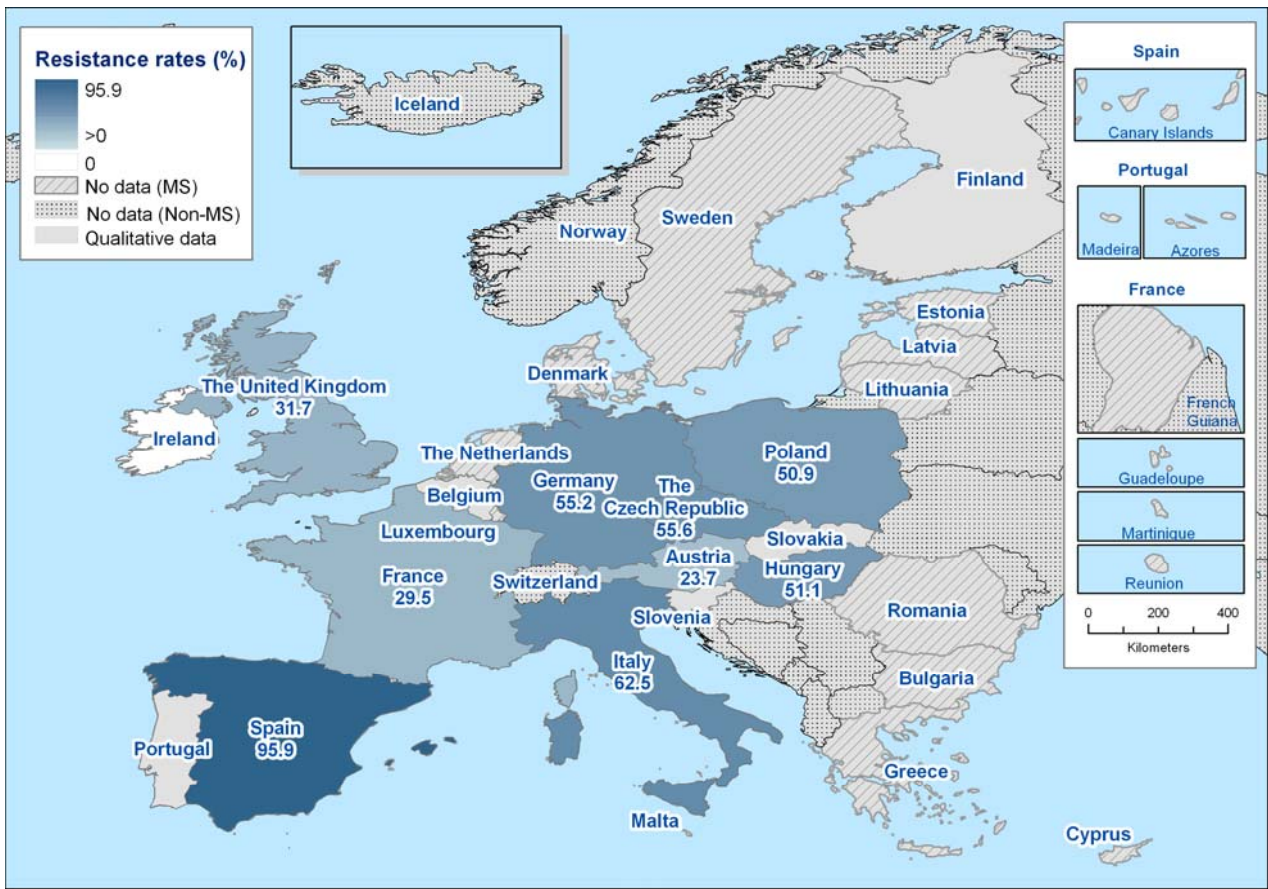 Resistance rates (%)
95.9
>0
0
No data (MS)
No data (Non-MS)
Qualitative data
Iceland
Norway
Sweden
Finland
Estonia
Latvia
Lithuania
Denmark
The United Kingdom
31.7
Ireland
The Netherlands
Belgium
Luxembourg
Germany
55.2
Poland
50.9
The
Czech Republic
55.6
Slovakia
Austria
23.7
Hungary
51.1
France
29.5
Switzerland
Slovenia
Romania
Italy
62.5
Bulgaria
Spain
95.9
Portugal
Greece
Malta
Cyprus
Spain
Canary Islands
Portugal
Madeira
Azores
France
French
Guiana
Guadeloupe
Martinique
Reunion
0 200 400
Kilometers